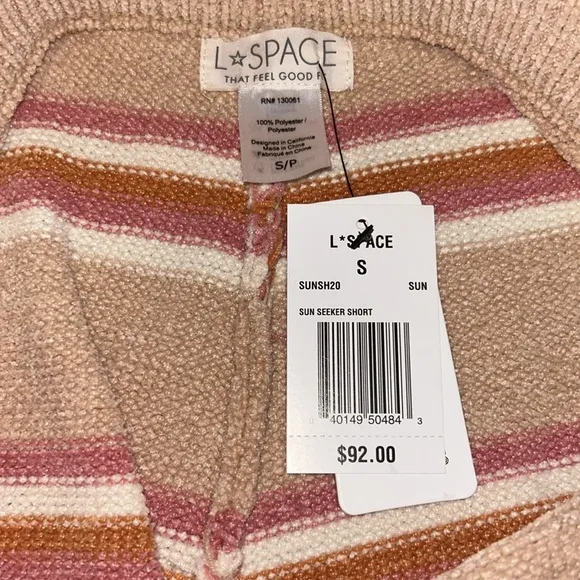 L☆SPACE
THAT FEEL GOOD F
RN# 130061
100% Polyester /
Polyester
Designed in California
Made in China
Fabriqué en Chine
S/P
L*SPACE
S
SUNSH20 SUN
SUN SEEKER SHORT
0 40149 50484 3
$92.00
®